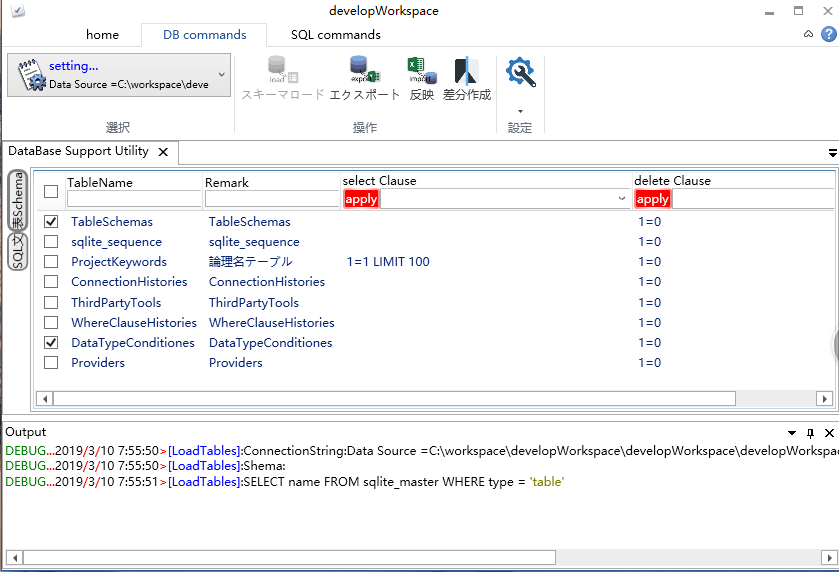 developWorkspace
home DB commands SQL commands
setting...
Data Source =C:\workspace\deve
load export import
スキーマロード エクスポート 反映 差分作成
選択 操作 設定
DataBase Support Utility
表Schema
SQL文
TableName Remark select Clause delete Clause
apply apply
TableSchemas TableSchemas 1=0
sqlite_sequence sqlite_sequence 1=0
ProjectKeywords 論理名テーブル 1=1 LIMIT 100 1=0
ConnectionHistories ConnectionHistories 1=0
ThirdPartyTools ThirdPartyTools 1=0
WhereClauseHistories WhereClauseHistories 1=0
DataTypeConditiones DataTypeConditiones 1=0
Providers Providers 1=0
Output
DEBUG...2019/3/10 7:55:50>[LoadTables]:ConnectionString:Data Source =C:\workspace\developWorkspace\developWorkspace\developWorkspa
DEBUG...2019/3/10 7:55:50>[LoadTables]:Shema:
DEBUG...2019/3/10 7:55:51>[LoadTables]:SELECT name FROM sqlite_master WHERE type = 'table'